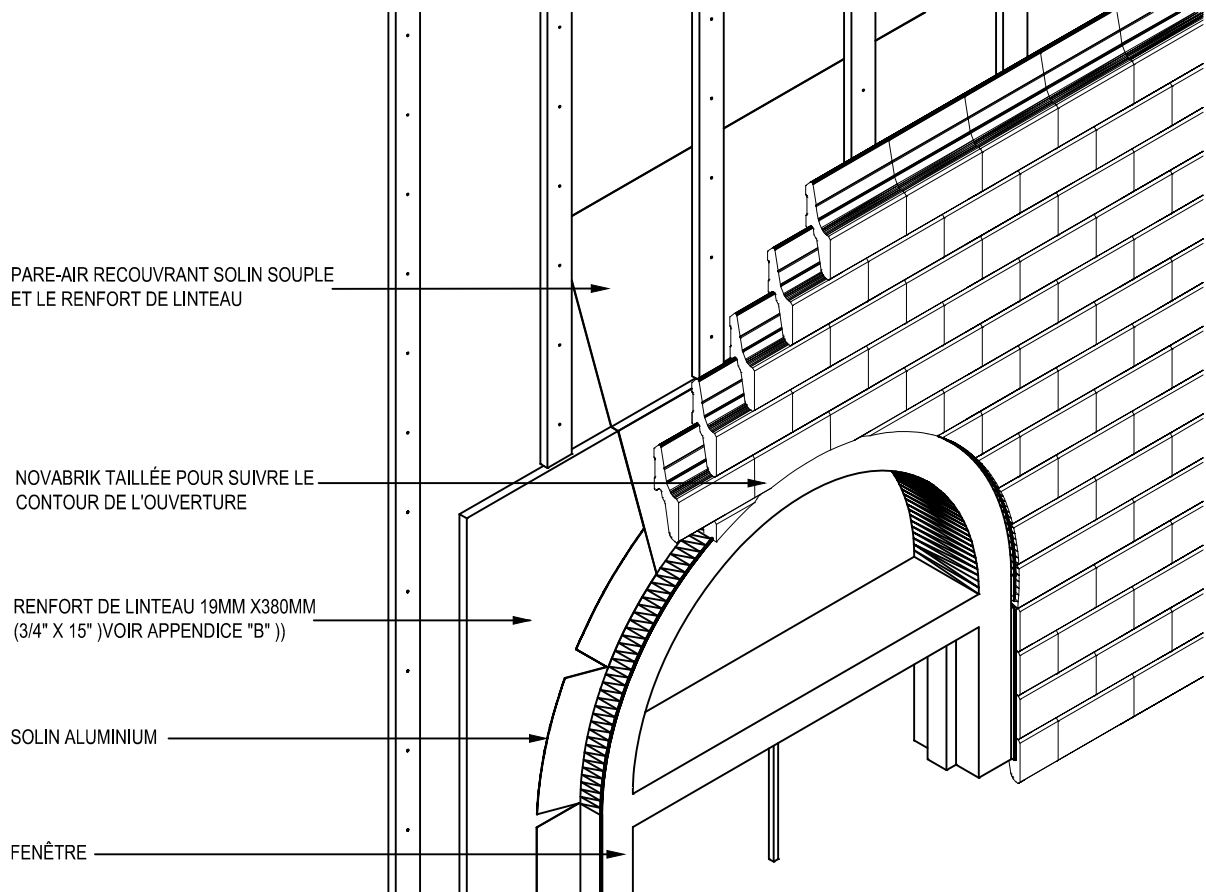 PARE-AIR RECOUVRANT SOLIN SOUPLE
ET LE RENFORT DE LINTEAU
NOVABRIK TAILLÉE POUR SUIVRE LE
CONTOUR DE L'OUVERTURE
RENFORT DE LINTEAU 19MM X380MM
(3/4" X 15" )VOIR APPENDICE "B" ))
SOLIN ALUMINIUM
FENÊTRE